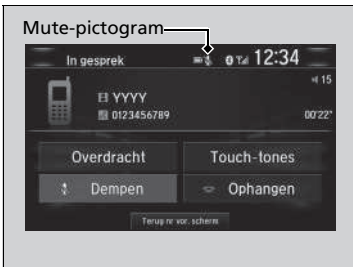 Mute-pictogram
In gesprek 12:34
15
YYYY
0123456789 00'22"
Overdracht Touch-tones
Dempen Ophangen
Terug nr vor. scherm